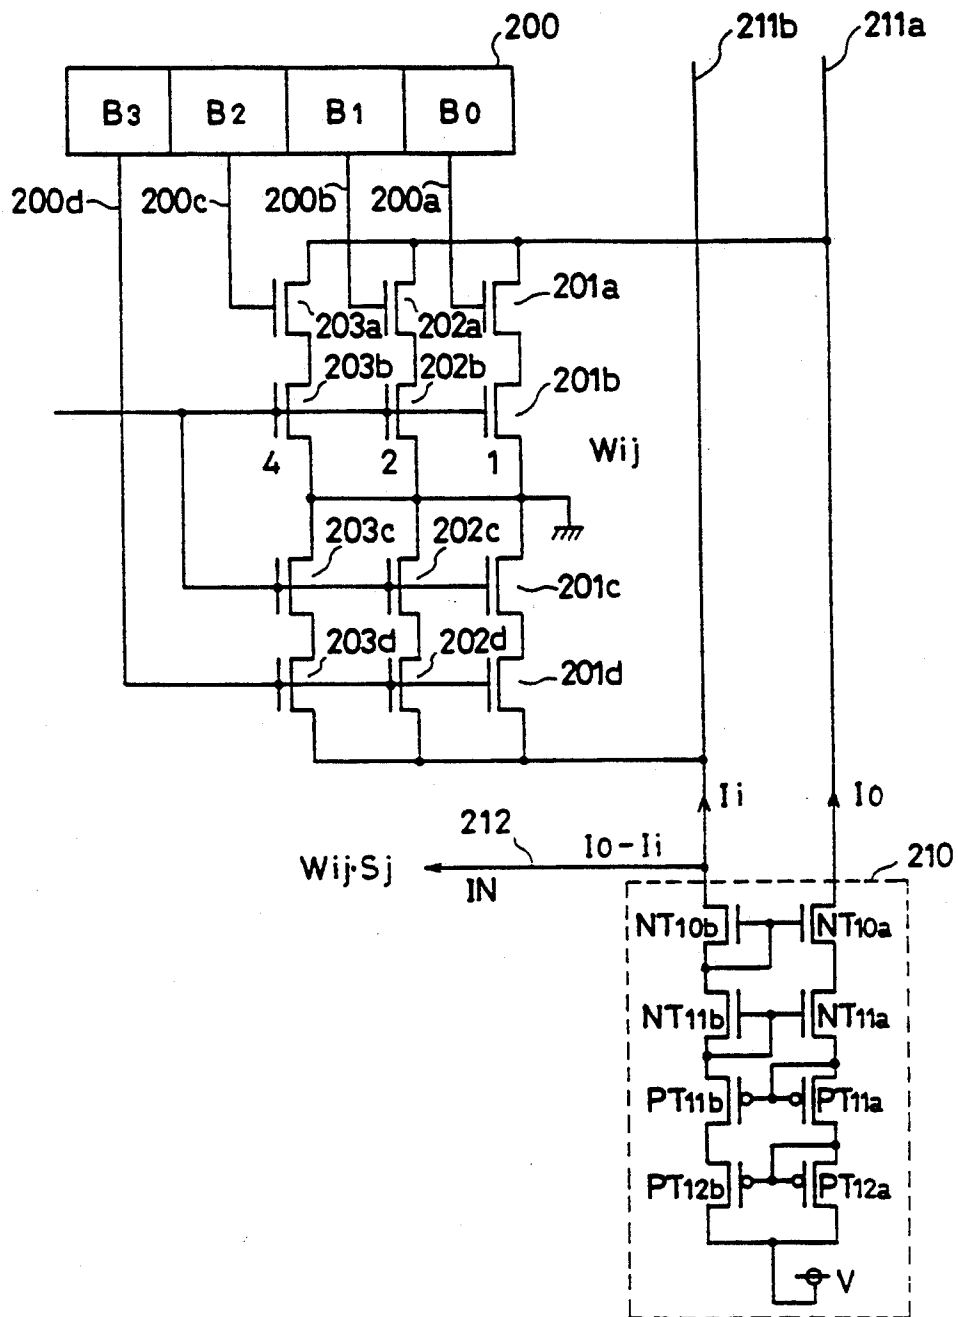 200
211b
211a
B3 B2 B1 B0
200d 200c 200b 200a
203a 202a 201a
203b 202b 201b
4 2 1 Wij
203c 202c 201c
203d 202d 201d
Ii Io
212 Io-Ii
Wij·Sj IN
210
NT10b NT10a
NT11b NT11a
PT11b PT11a
PT12b PT12a
V